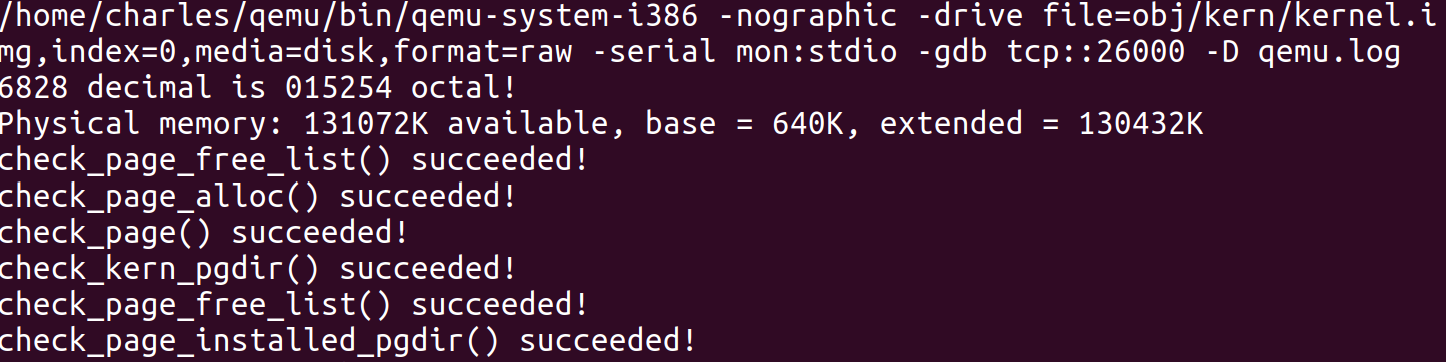 /home/charles/qemu/bin/qemu-system-i386 -nographic -drive file=obj/kern/kernel.i
mg,index=0,media=disk,format=raw -serial mon:stdio -gdb tcp::26000 -D qemu.log
6828 decimal is 015254 octal!
Physical memory: 131072K available, base = 640K, extended = 130432K
check_page_free_list() succeeded!
check_page_alloc() succeeded!
check_page() succeeded!
check_kern_pgdir() succeeded!
check_page_free_list() succeeded!
check_page_installed_pgdir() succeeded!